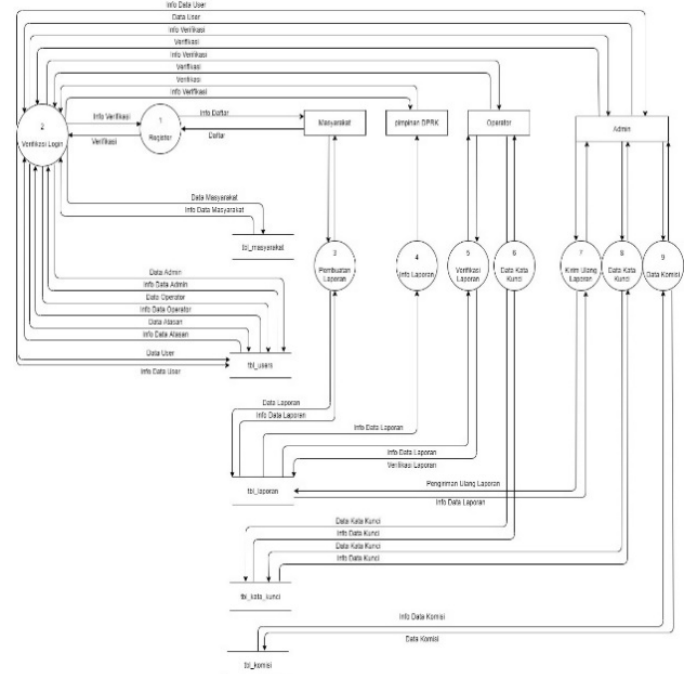 Info Data User
Data User
Info Verifikasi
Verifikasi
Info Verifikasi
Verifikasi
Verifikasi
Info Verifikasi
2
Verifikasi Login
Info Verifikasi
Verifikasi
1
Register
Info Daftar
Daftar
Masyarakat
pimpinan DPRK
Operator
Admin
Data Masyarakat
Info Data Masyarakat
tbl_masyarakat
3
Pembuatan
Laporan
4
Info Laporan
5
Verifikasi
Laporan
6
Data Kata
Kunci
7
Kirim Ulang
Laporan
8
Data Kata
Kunci
9
Data Komisi
Data Admin
Info Data Admin
Data Operator
Info Data Operator
Data Atasan
Info Data Atasan
Data User
Info Data User
tbl_users
Data Laporan
Info Data Laporan
Info Data Laporan
Info Data Laporan
Verifikasi Laporan
Pengiriman Ulang Laporan
Info Data Laporan
tbl_laporan
Data Kata Kunci
Info Data Kata Kunci
Data Kata Kunci
Info Data Kata Kunci
tbl_kata_kunci
Info Data Komisi
Data Komisi
tbl_komisi